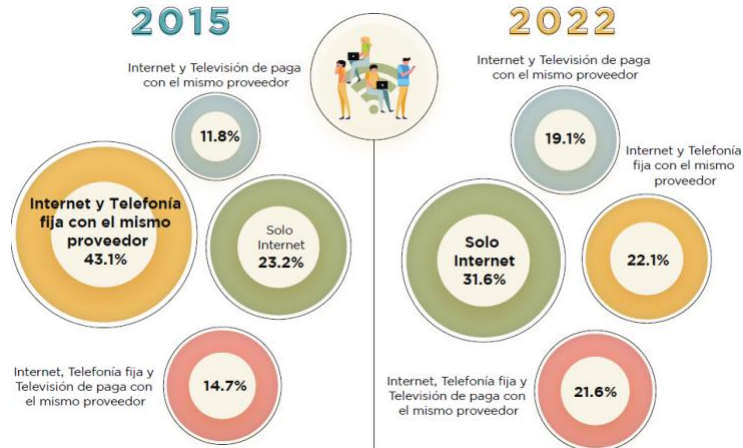 2015
Internet y Televisión de paga
con el mismo proveedor
11.8%
Internet y Telefonía
fija con el mismo
proveedor
43.1%
Solo
Internet
23.2%
Internet, Telefonía fija y
Televisión de paga con
el mismo proveedor
14.7%
2022
Internet y Televisión de paga
con el mismo proveedor
19.1%
Internet y Telefonía
fija con el mismo
proveedor
22.1%
Solo
Internet
31.6%
Internet, Telefonía fija y
Televisión de paga con
el mismo proveedor
21.6%